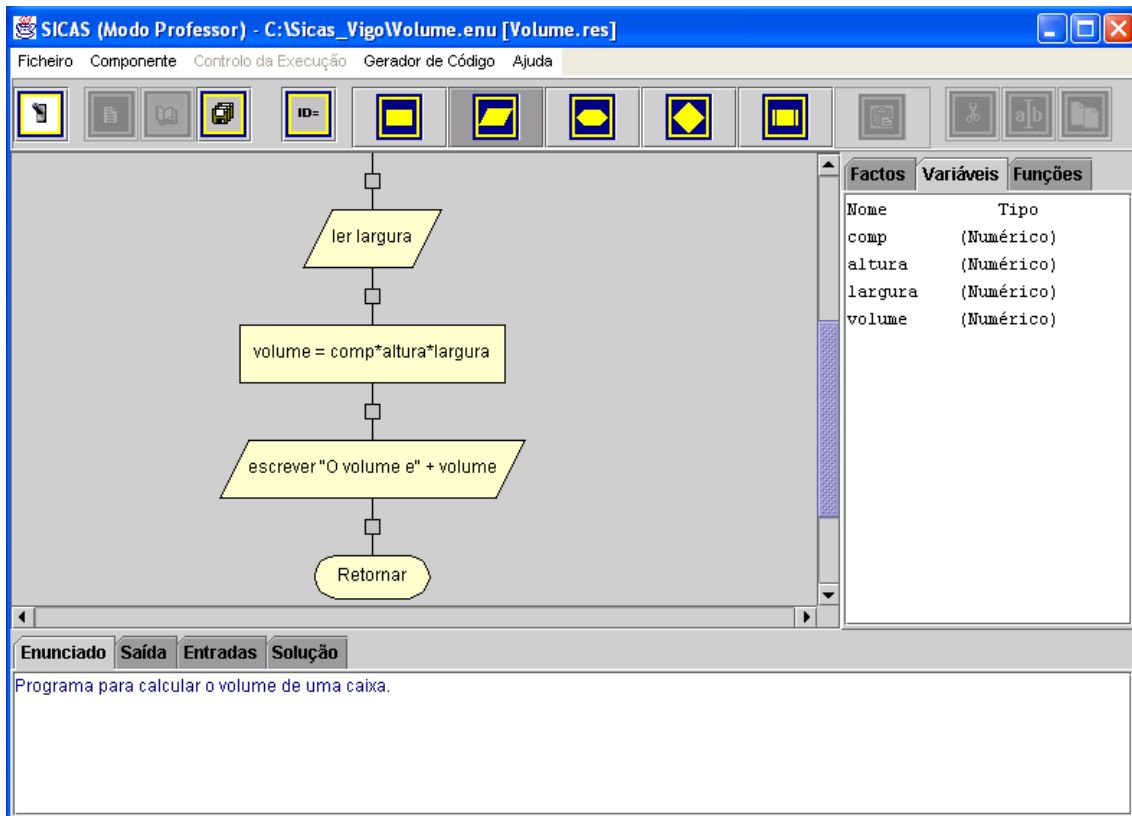 SICAS (Modo Professor) - C:\Sicas_Vigo\Volume.enu [Volume.res]
Ficheiro Componente Controlo da Execução Gerador de Código Ajuda
ID= a b
Factos Variáveis Funções
Nome Tipo
comp (Numérico)
altura (Numérico)
largura (Numérico)
volume (Numérico)
ler largura
volume = comp*altura*largura
escrever "O volume e" + volume
Retornar
Enunciado Saída Entradas Solução
Programa para calcular o volume de uma caixa.